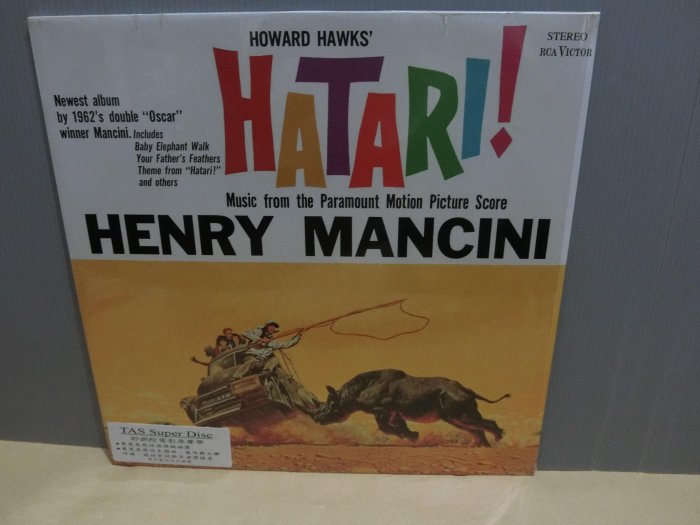 HOWARD HAWKS'
STEREO
RCA VICTOR
HATARI!
Newest album
by 1962's double "Oscar"
winner Mancini. Includes
Baby Elephant Walk
Your Father's Feathers
Theme from "Hatari!"
and others
Music from the Paramount Motion Picture Score
HENRY MANCINI
TAS Super Disc